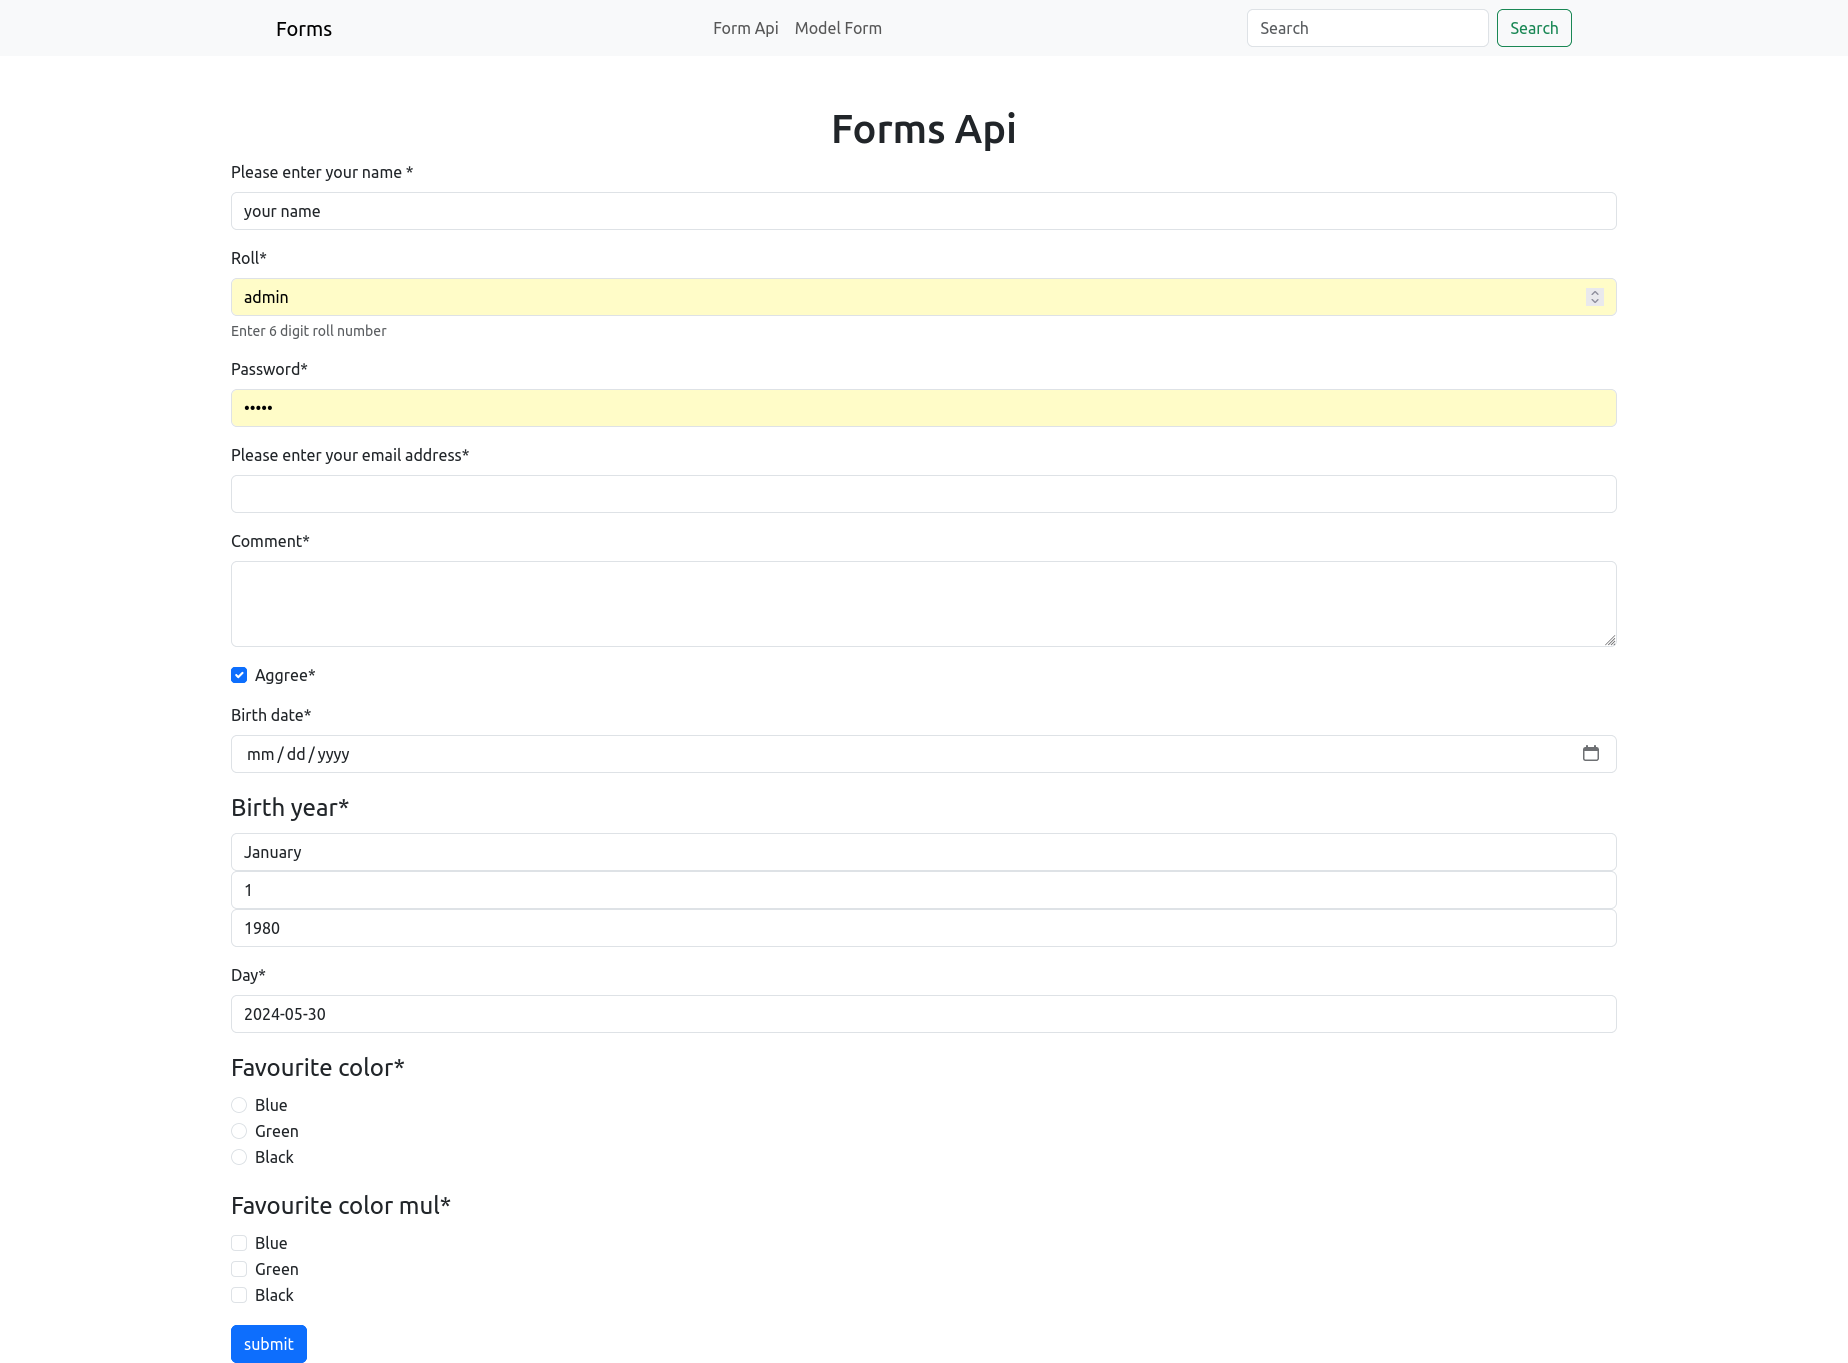 Forms
Form Api
Model Form
Search
Search
Forms Api
Please enter your name *
your name
Roll*
admin
Enter 6 digit roll number
Password*
•••••
Please enter your email address*
Comment*
Aggree*
Birth date*
mm/dd/yyyy
Birth year*
January
1
1980
Day*
2024-05-30
Favourite color*
Blue
Green
Black
Favourite color mul*
Blue
Green
Black
submit